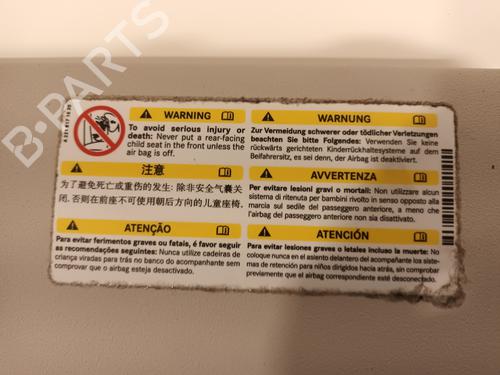 B-PARTS
WARNING
To avoid serious injury or
death: Never put a rear-facing
child seat in the front unless the
air bag is off.
WARNUNG
Zur Vermeidung schwerer oder tödlicher Verletzungen
beachten Sie bitte Folgendes: Verwenden Sie keine
rückwärts gerichteten Kinderrückhaltesysteme auf dem
Beifahrersitz, es sei denn, der Airbag ist deaktiviert.
注意
为了避免死亡或重伤的发生: 除非安全气囊关
闭, 否则在前座不可使用朝后方向的儿童座椅.
AVVERTENZA
Per evitare lesioni gravi o mortali: Non utilizzare alcun
sistema di ritenuta per bambini rivolto in senso opposto alla
marcia sul sedile del passeggero anteriore, a meno che
l'airbag del passeggero anteriore non sia disattivato.
ATENÇÃO
Para evitar ferimentos graves ou fatais, é favor seguir
as recomendações seguintes: Nunca utilize cadeiras de
criança viradas para trás no banco do acompanhante sem
comprovar que o airbag esteja desactivado.
ATENCIÓN
Para evitar lesiones graves o letales incluso la muerte: No
coloque nunca en el asiento delantero del acompañante los siste-
mas de retención para niños dirigidos hacia atrás, sin comprobar
previamente que el airbag correspondiente esté desconectado.